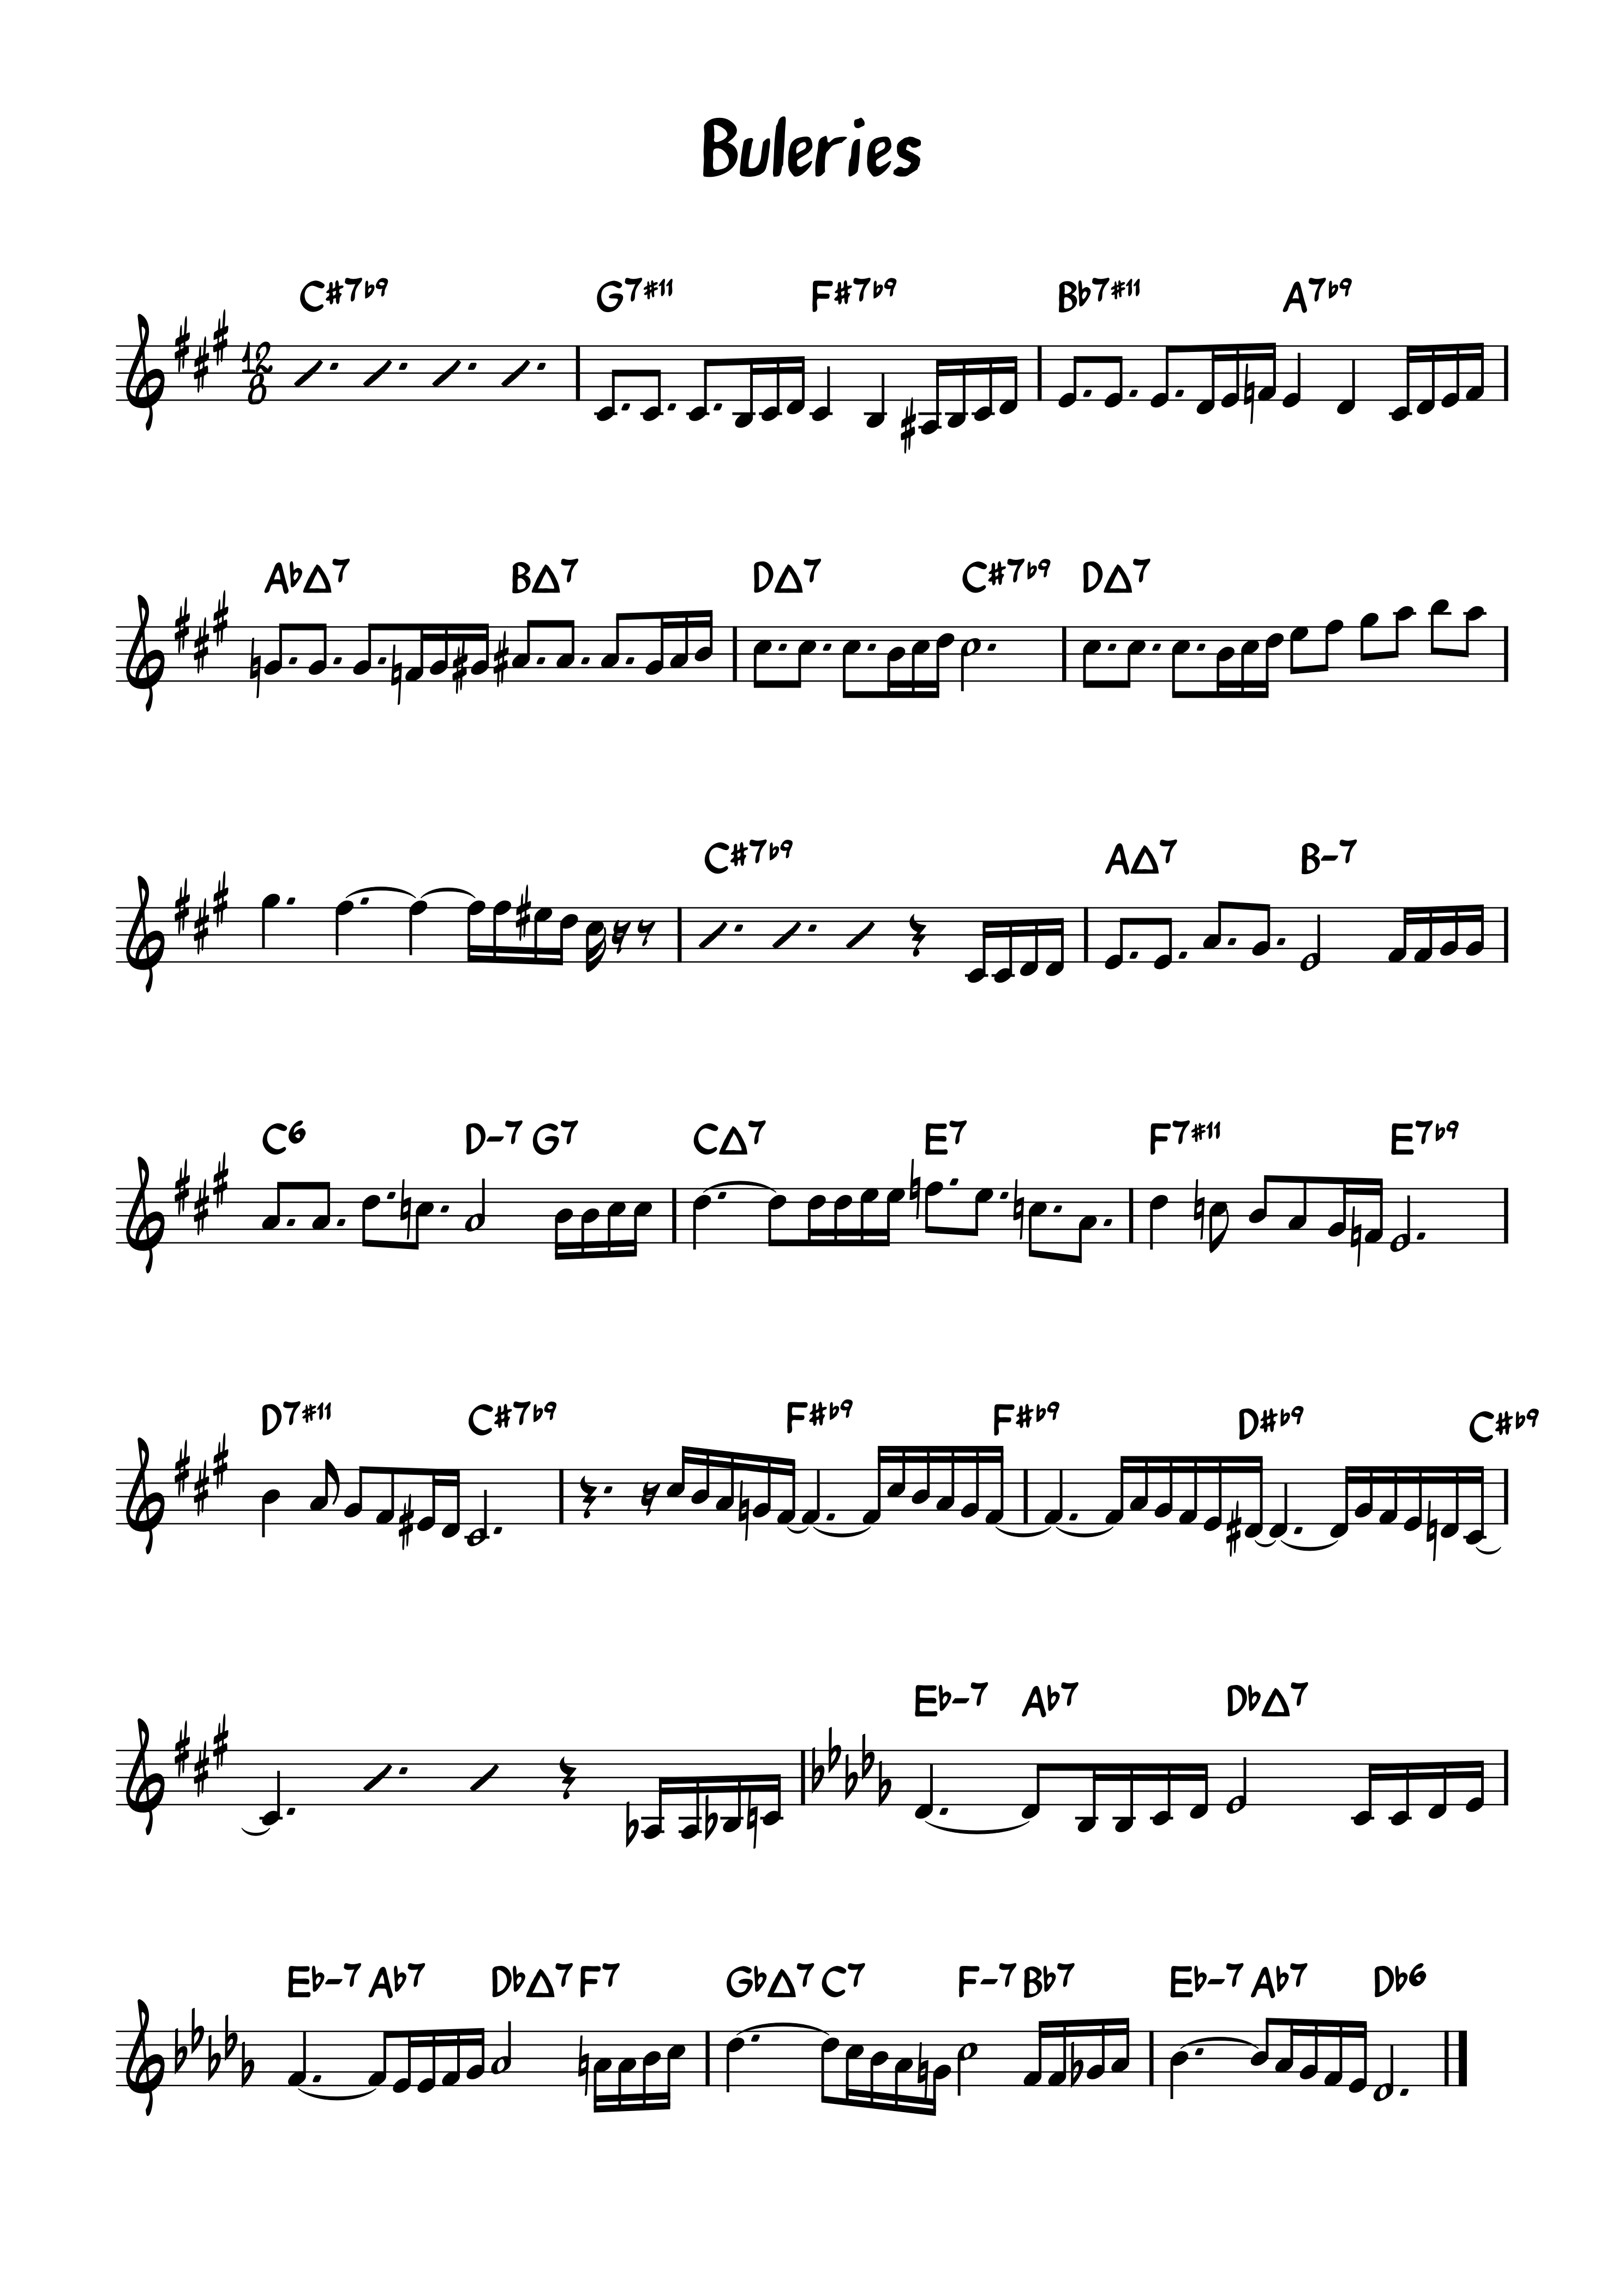 Buleries
C#7b9 G7#11 F#7b9 Bb7#11 A7b9
12
8
Ab△7 B△7 D△7 C#7b9 D△7
C#7b9 A△7 B-7
C6 D-7 G7 C△7 E7 F7#11 E7b9
D7#11 C#7b9 F#b9 F#b9 D#b9 C#b9
Eb-7 Ab7 Db△7
Eb-7 Ab7 Db△7 F7 Gb△7 C7 F-7 Bb7 Eb-7 Ab7 Db6